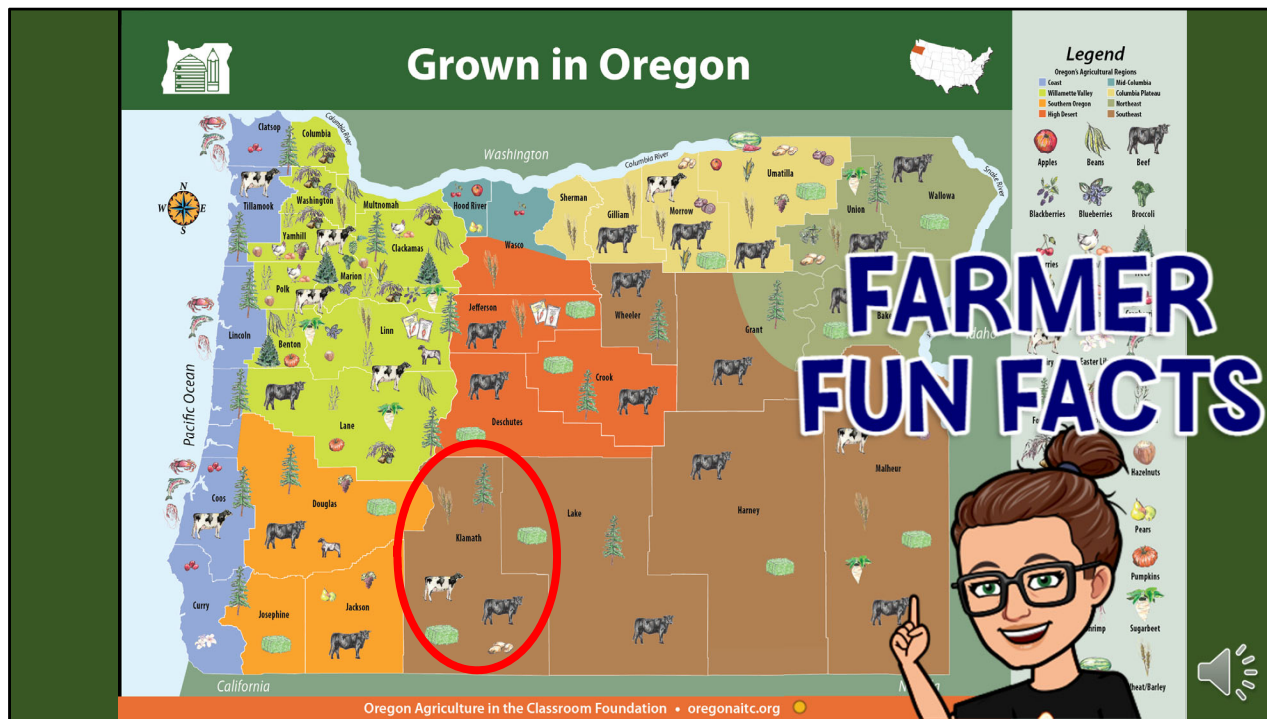 Grown in Oregon
Legend
Oregon's Agricultural Regions
Coast
Mid-Columbia
Willamette Valley
Columbia Plateau
Southern Oregon
Northeast
High Desert
Southeast
Apples
Beans
Beef
Blackberries
Blueberries
Broccoli
Hazelnuts
Pears
Pumpkins
Sugarbeet
FARMER
FUN FACTS
N
W
E
S
Washington
Columbia River
Columbia River
Snake River
Pacific Ocean
California
Idaho
Clatsop
Columbia
Tillamook
Washington
Multnomah
Hood River
Sherman
Gilliam
Morrow
Umatilla
Union
Wallowa
Yamhill
Clackamas
Wasco
Polk
Marion
Lincoln
Benton
Linn
Jefferson
Wheeler
Grant
Crook
Lane
Deschutes
Coos
Douglas
Klamath
Lake
Harney
Malheur
Curry
Josephine
Jackson
Oregon Agriculture in the Classroom Foundation • oregonaitc.org